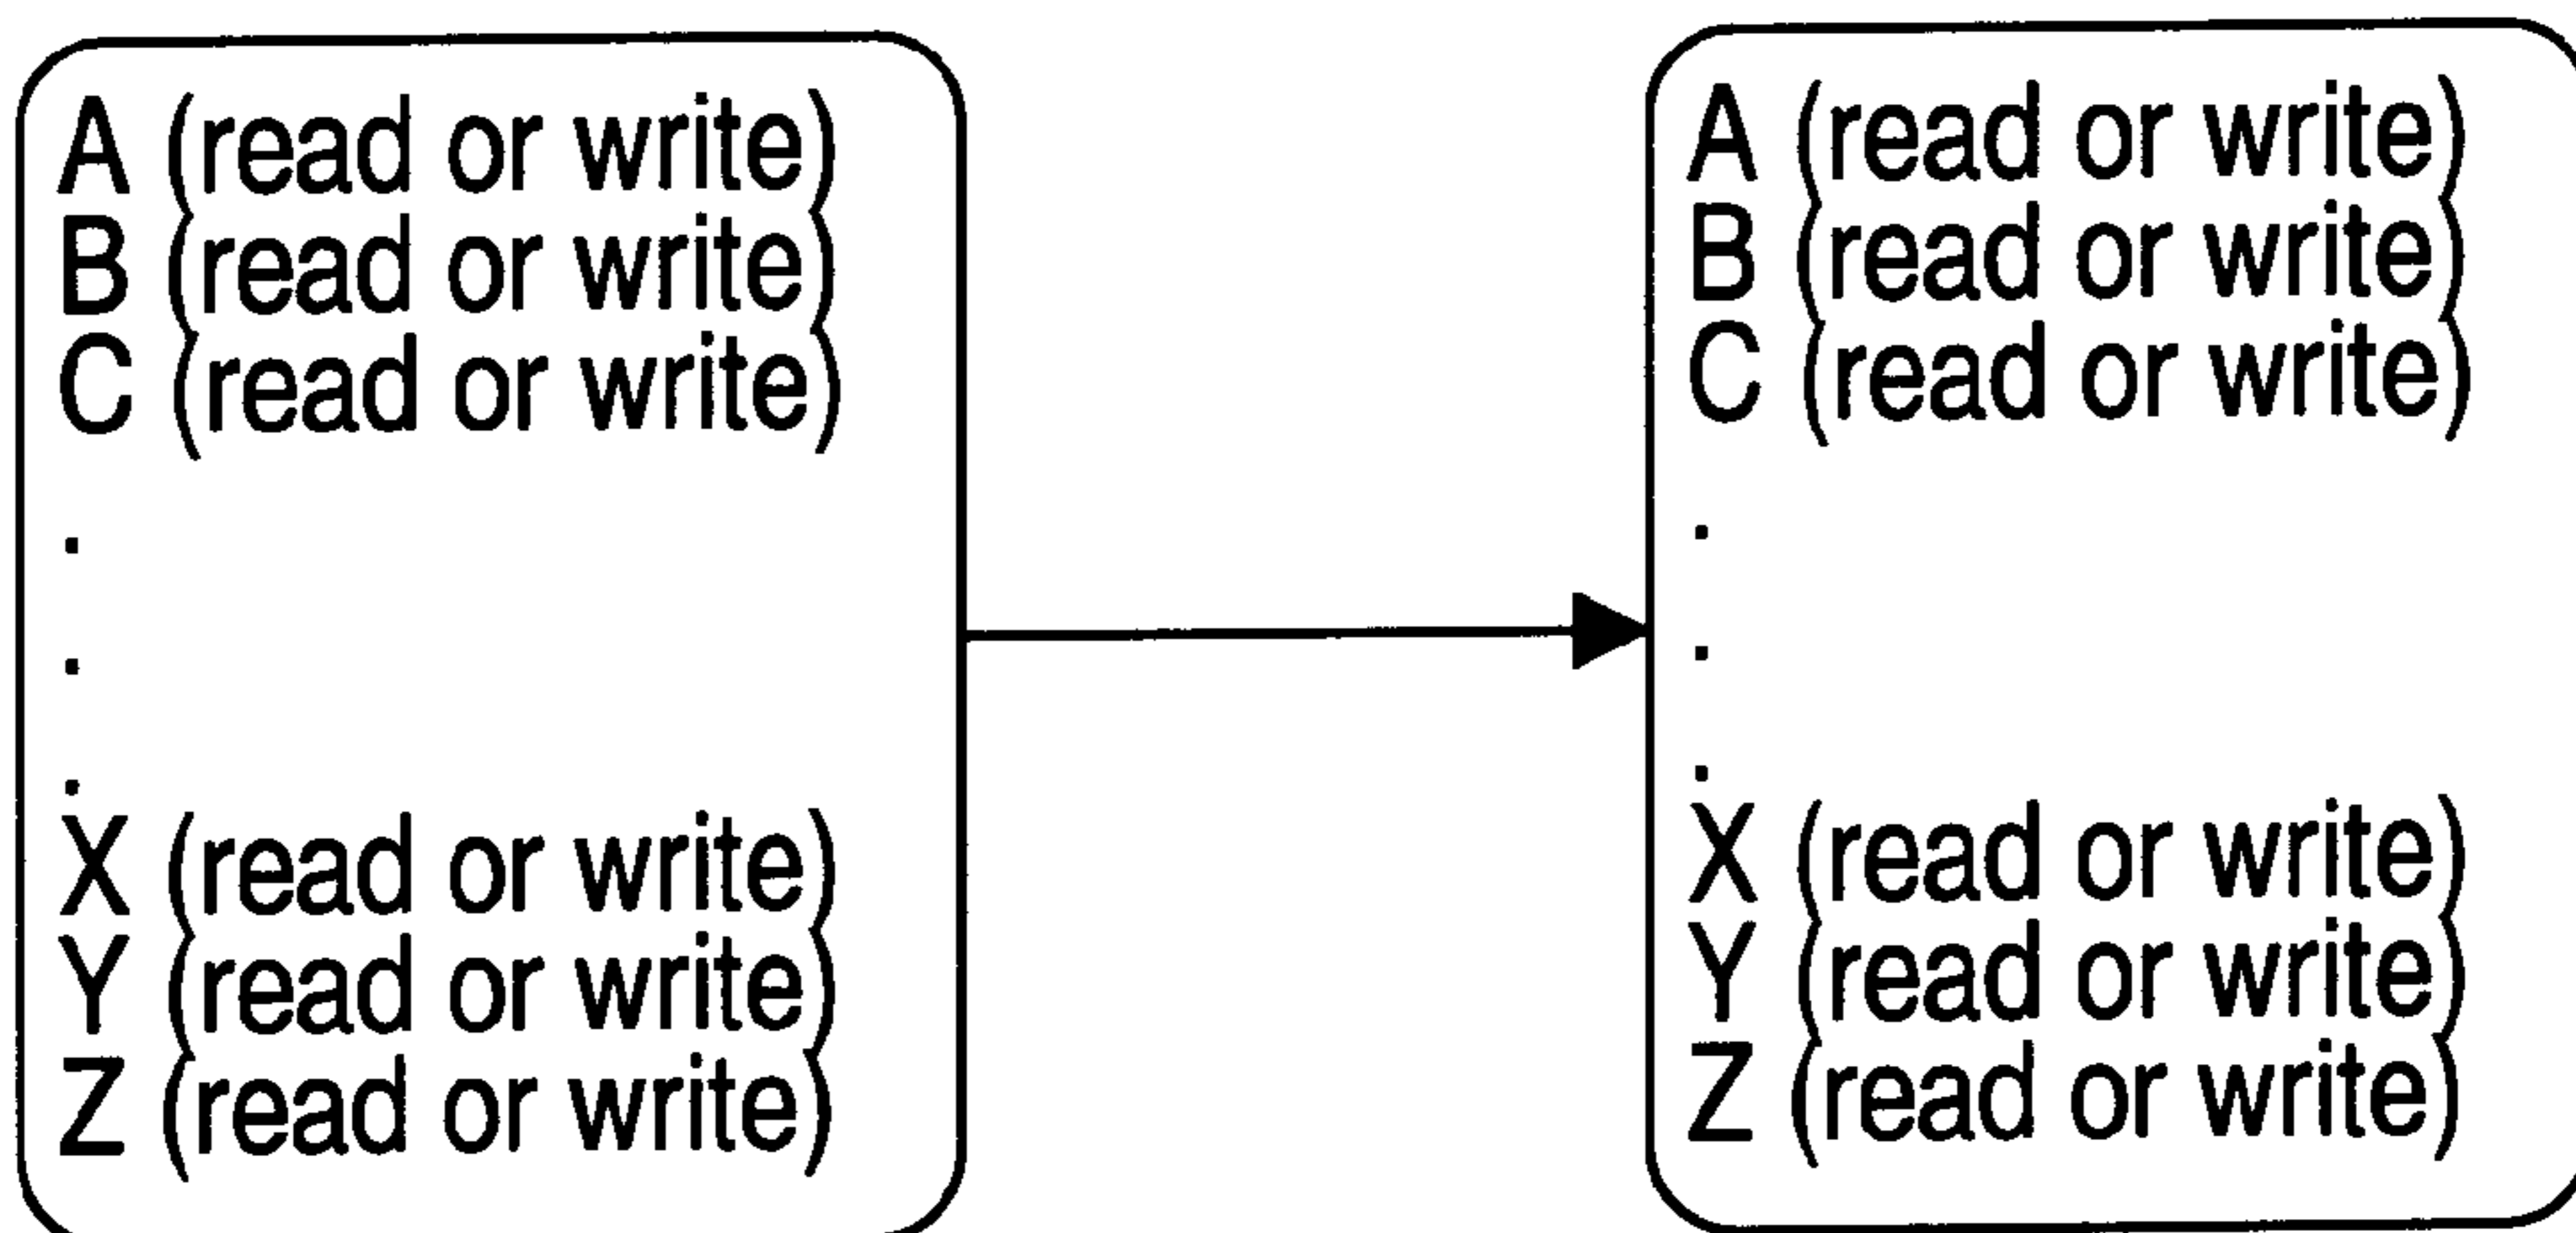 A (read or write)
B (read or write)
C (read or write)
.
.
.
X (read or write)
Y (read or write)
Z (read or write)
A (read or write)
B (read or write)
C (read or write)
.
.
.
X (read or write)
Y (read or write)
Z (read or write)